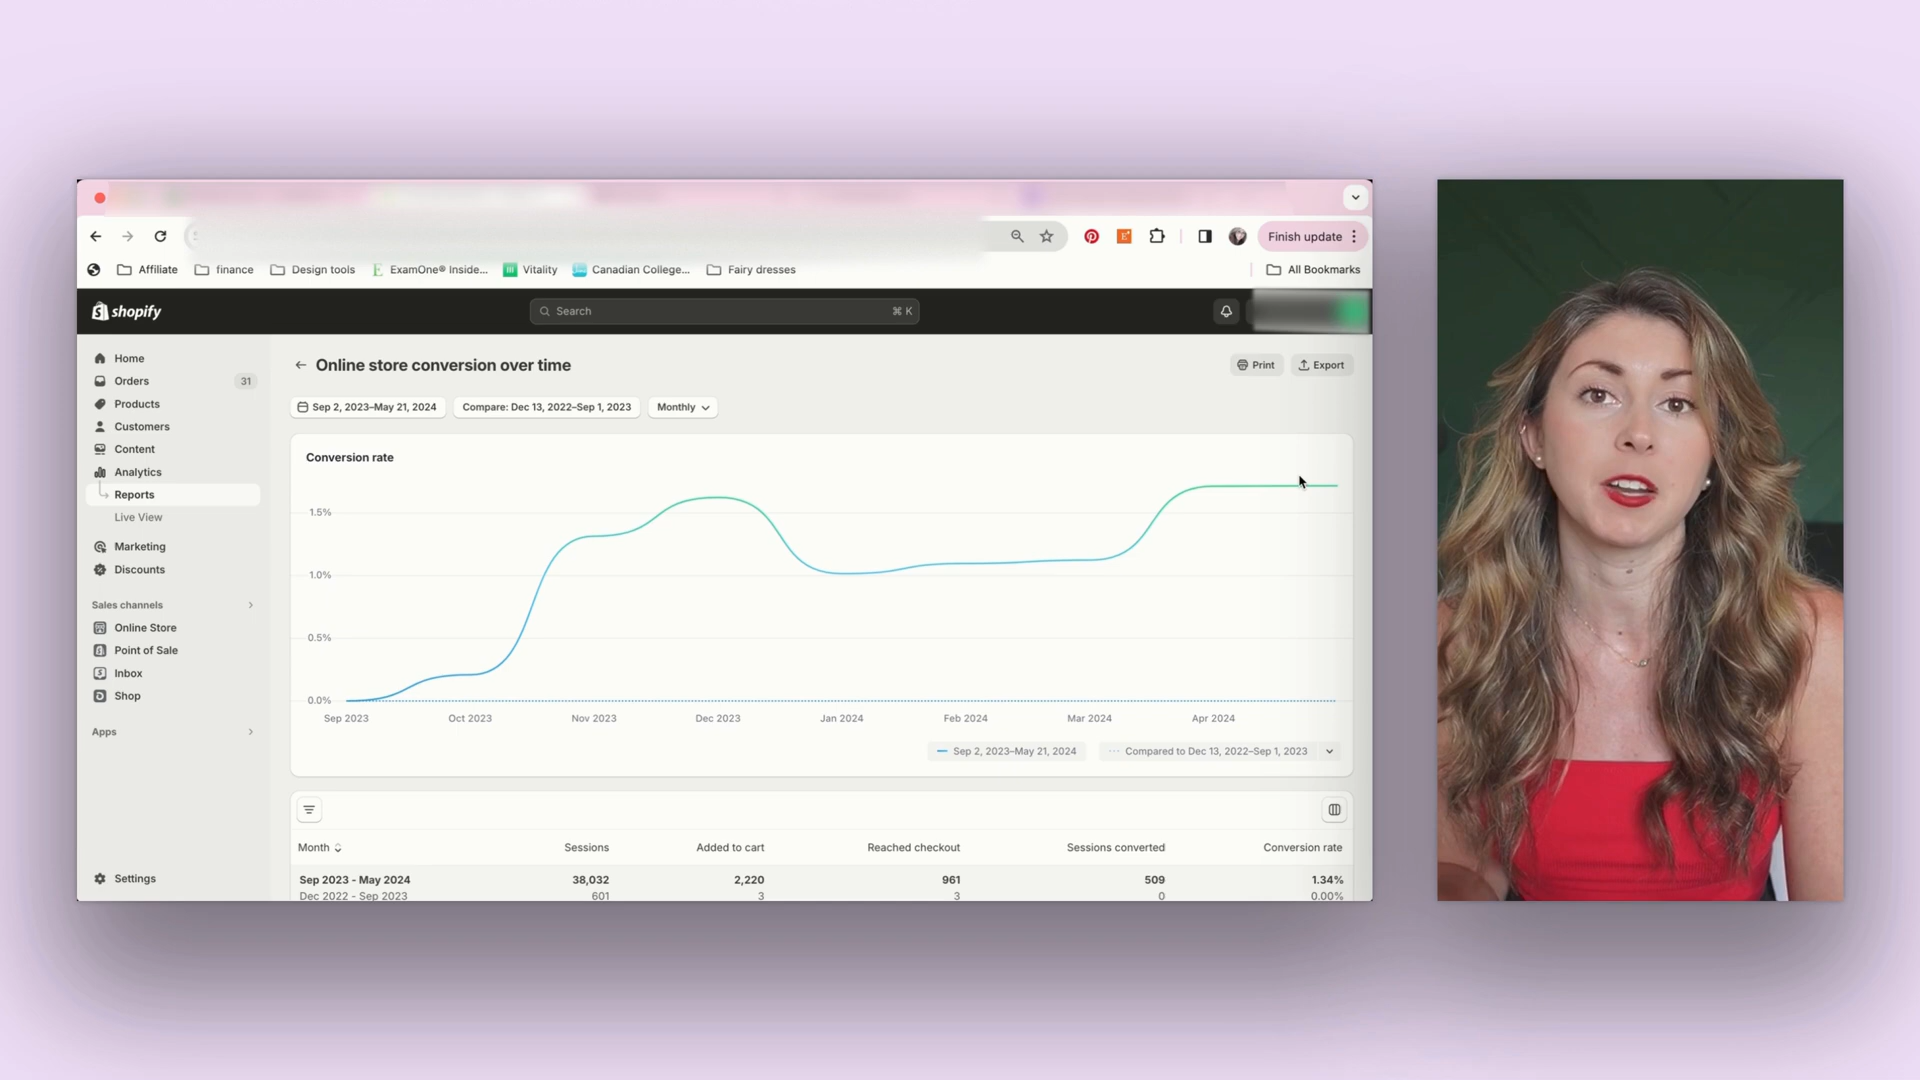 Finish update
Affiliate
finance
Design tools
ExamOne® Inside...
Vitality
Canadian College...
Fairy dresses
All Bookmarks
shopify
Search
⌘ K
Home
Orders
31
Products
Customers
Content
Analytics
Reports
Live View
Marketing
Discounts
Sales channels
Online Store
Point of Sale
Inbox
Shop
Apps
Settings
Online store conversion over time
Print
Export
Sep 2, 2023–May 21, 2024
Compare: Dec 13, 2022–Sep 1, 2023
Monthly
Conversion rate
1.5%
1.0%
0.5%
0.0%
Sep 2023 Oct 2023 Nov 2023 Dec 2023 Jan 2024 Feb 2024 Mar 2024 Apr 2024
Sep 2, 2023–May 21, 2024
Compared to Dec 13, 2022–Sep 1, 2023
Month Sessions Added to cart Reached checkout Sessions converted Conversion rate
Sep 2023 - May 2024 38,032 2,220 961 509 1.34%
Dec 2022 - Sep 2023 601 3 3 0 0.00%